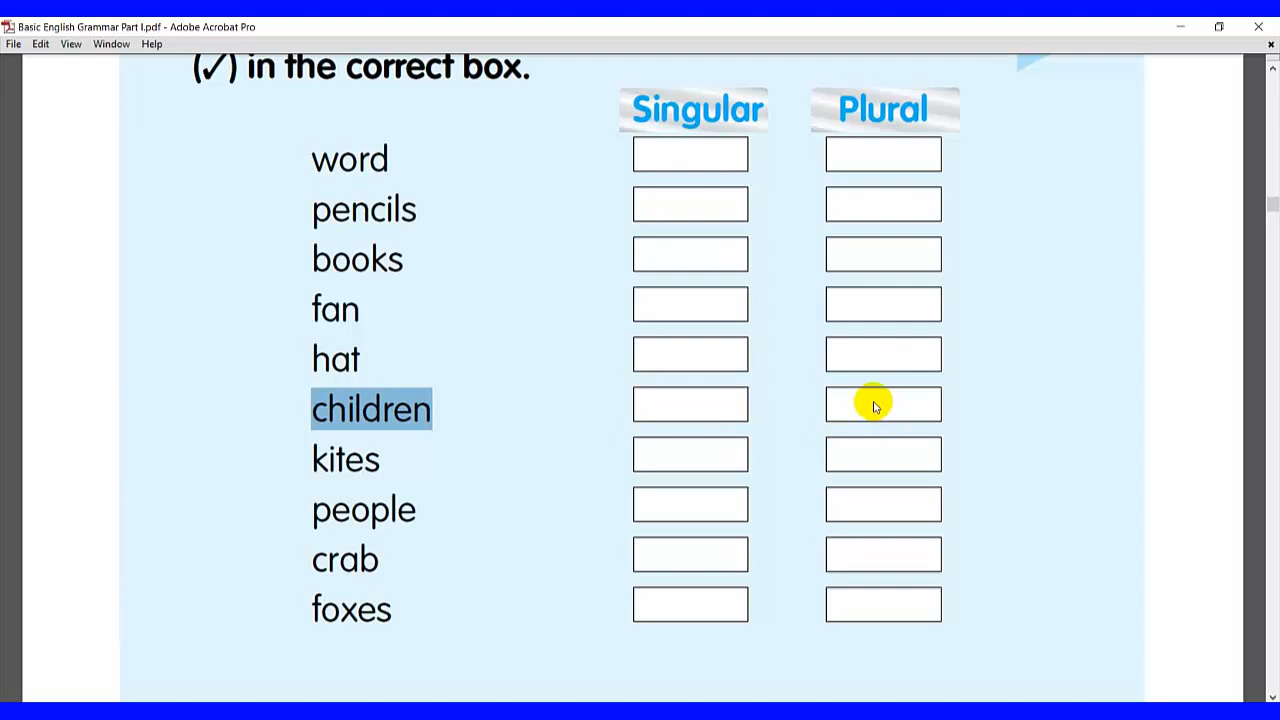 Basic English Grammar Part I.pdf - Adobe Acrobat Pro
File Edit View Window Help
(✓) in the correct box.
Singular Plural
word
pencils
books
fan
hat
children
kites
people
crab
foxes